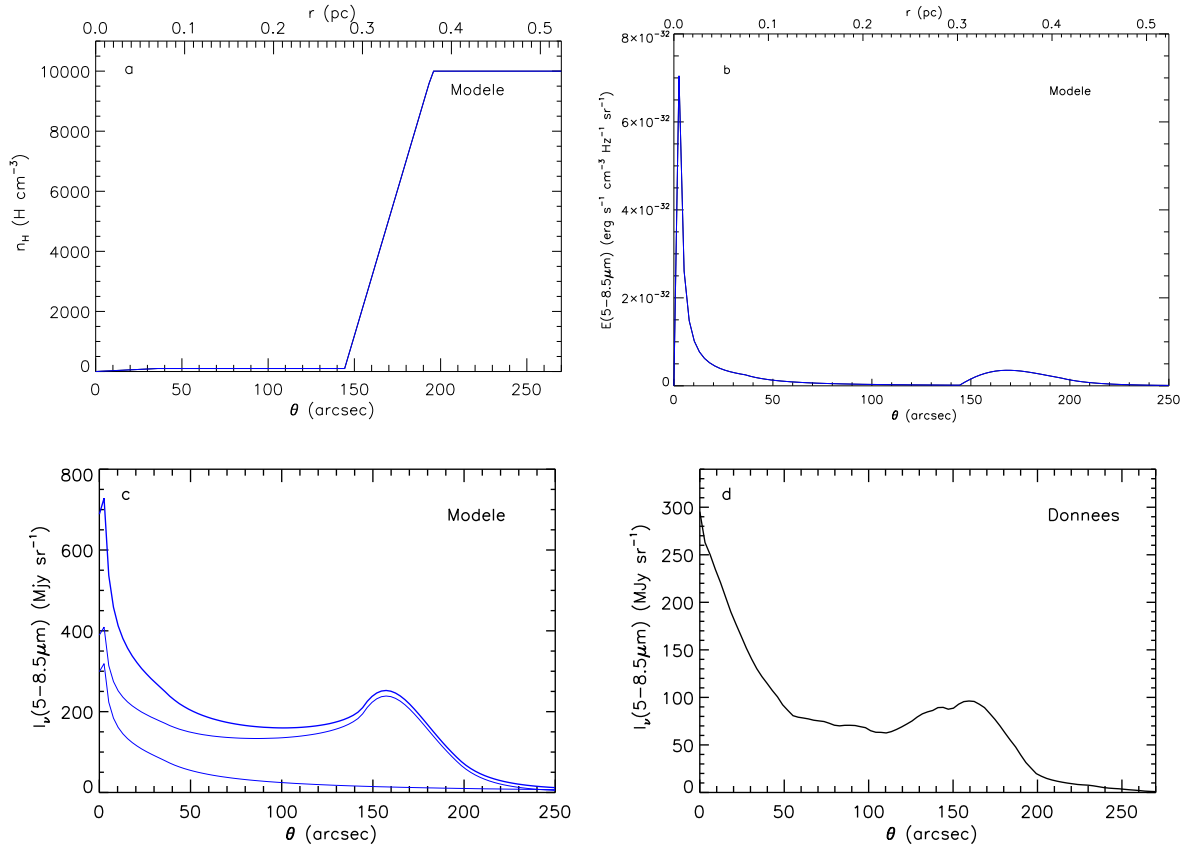 r (pc)
0.0 0.1 0.2 0.3 0.4 0.5
a
Modele
10000
8000
6000
4000
2000
0
n_H (H cm⁻³)
0 50 100 150 200 250
θ (arcsec)
r (pc)
0.0 0.1 0.2 0.3 0.4 0.5
b
Modele
8×10⁻³²
6×10⁻³²
4×10⁻³²
2×10⁻³²
0
E(5−8.5μm) (erg s⁻¹ cm⁻³ Hz⁻¹ sr⁻¹)
0 50 100 150 200 250
θ (arcsec)
c
Modele
800
600
400
200
0
I_ν(5−8.5μm) (Mjy sr⁻¹)
0 50 100 150 200 250
θ (arcsec)
d
Donnees
300
250
200
150
100
50
0
I_ν(5−8.5μm) (MJy sr⁻¹)
0 50 100 150 200 250
θ (arcsec)